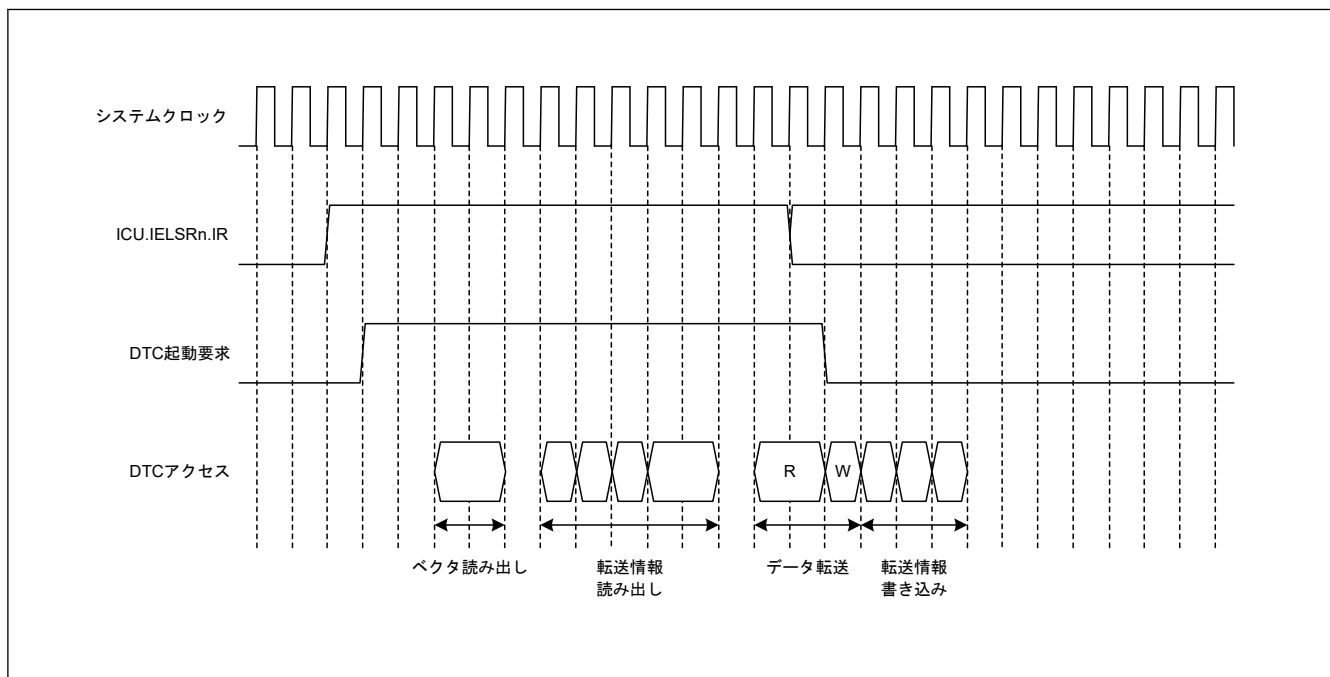 システムクロック
ICU.IELSRn.IR
DTC起動要求
DTCアクセス
R
W
ベクタ読み出し
転送情報
読み出し
データ転送
転送情報
書き込み